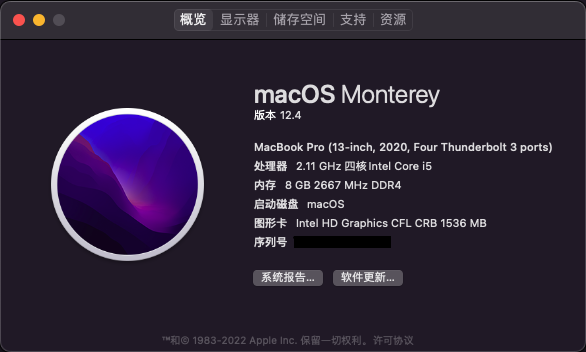 概览 显示器 储存空间 支持 资源
macOS Monterey
版本 12.4
MacBook Pro (13-inch, 2020, Four Thunderbolt 3 ports)
处理器 2.11 GHz 四核Intel Core i5
内存 8 GB 2667 MHz DDR4
启动磁盘 macOS
图形卡 Intel HD Graphics CFL CRB 1536 MB
序列号
系统报告... 软件更新...
™和© 1983-2022 Apple Inc. 保留一切权利。许可协议